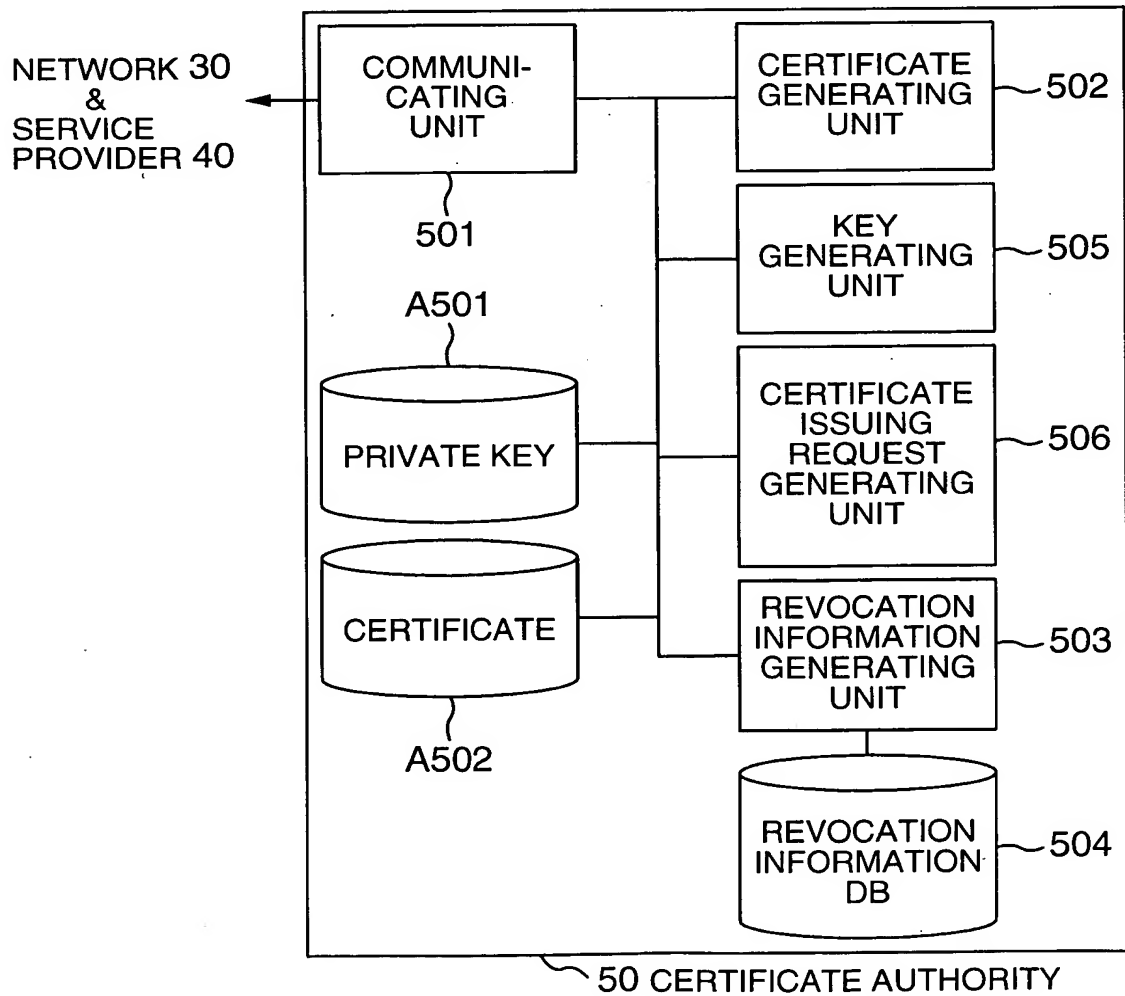 NETWORK 30
&
SERVICE
PROVIDER 40
COMMUNI-
CATING
UNIT
501
A501
PRIVATE KEY
CERTIFICATE
A502
CERTIFICATE
GENERATING
UNIT
502
KEY
GENERATING
UNIT
505
CERTIFICATE
ISSUING
REQUEST
GENERATING
UNIT
506
REVOCATION
INFORMATION
GENERATING
UNIT
503
REVOCATION
INFORMATION
DB
504
50 CERTIFICATE AUTHORITY